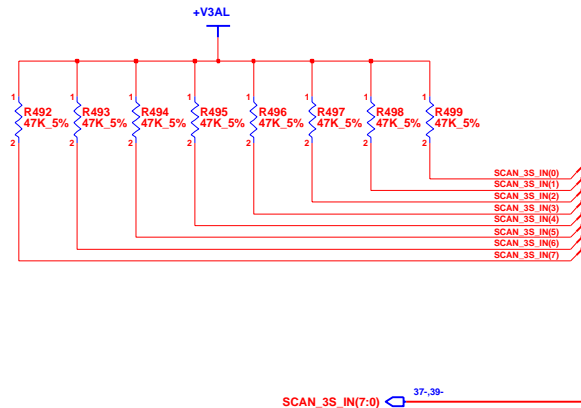 +V3AL
1 1 1 1 1 1 1 1
R492 R493 R494 R495 R496 R497 R498 R499
47K_5% 47K_5% 47K_5% 47K_5% 47K_5% 47K_5% 47K_5% 47K_5%
2 2 2 2 2 2 2 2
SCAN_3S_IN(0)
SCAN_3S_IN(1)
SCAN_3S_IN(2)
SCAN_3S_IN(3)
SCAN_3S_IN(4)
SCAN_3S_IN(5)
SCAN_3S_IN(6)
SCAN_3S_IN(7)
37-,39-
SCAN_3S_IN(7:0)